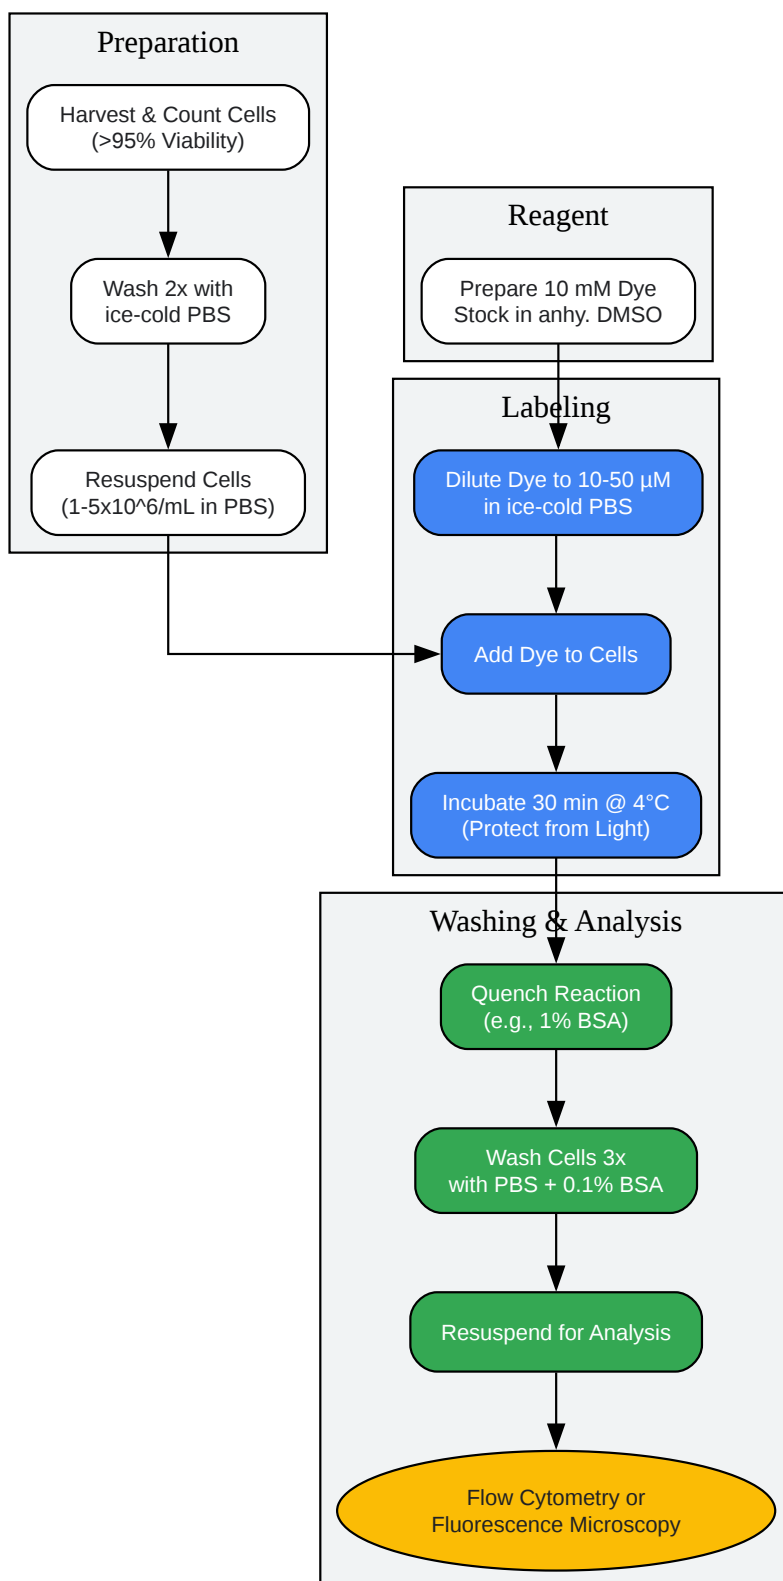 Preparation
Harvest & Count Cells
(>95% Viability)
Wash 2x with
ice-cold PBS
Resuspend Cells
(1-5x10^6/mL in PBS)
Reagent
Prepare 10 mM Dye
Stock in anhy. DMSO
Labeling
Dilute Dye to 10-50 µM
in ice-cold PBS
Add Dye to Cells
Incubate 30 min @ 4°C
(Protect from Light)
Washing & Analysis
Quench Reaction
(e.g., 1% BSA)
Wash Cells 3x
with PBS + 0.1% BSA
Resuspend for Analysis
Flow Cytometry or
Fluorescence Microscopy